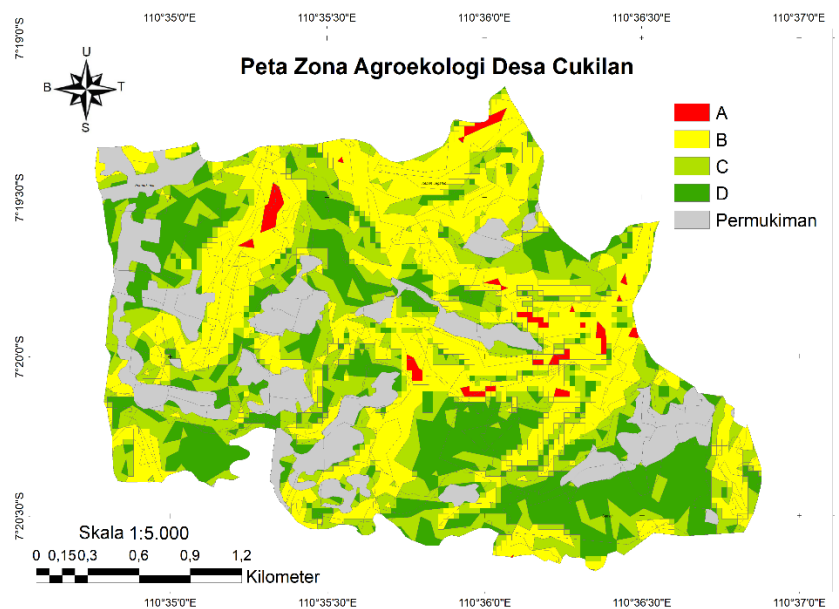 110°35'0"E 110°35'30"E 110°36'0"E 110°36'30"E 110°37'0"E
7°19'0"S
Peta Zona Agroekologi Desa Cukilan
U
B T
S
A
B
C
D
Permukiman
7°19'30"S
7°20'0"S
7°20'30"S
Skala 1:5.000
0 0,15 0,3 0,6 0,9 1,2
Kilometer
110°35'0"E 110°35'30"E 110°36'0"E 110°36'30"E 110°37'0"E